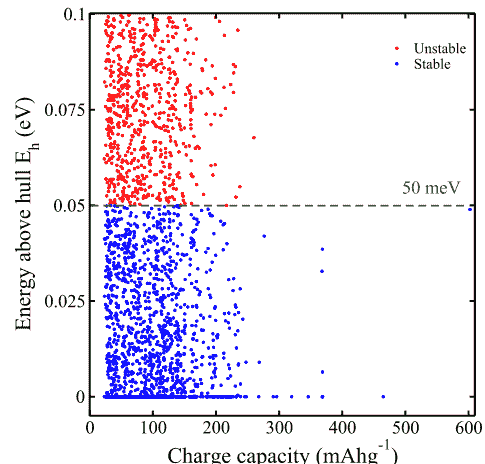 0.1
0.075
0.05
0.025
0
Energy above hull E_h (eV)
Unstable
Stable
50 meV
0 100 200 300 400 500 600
Charge capacity (mAhg^-1)